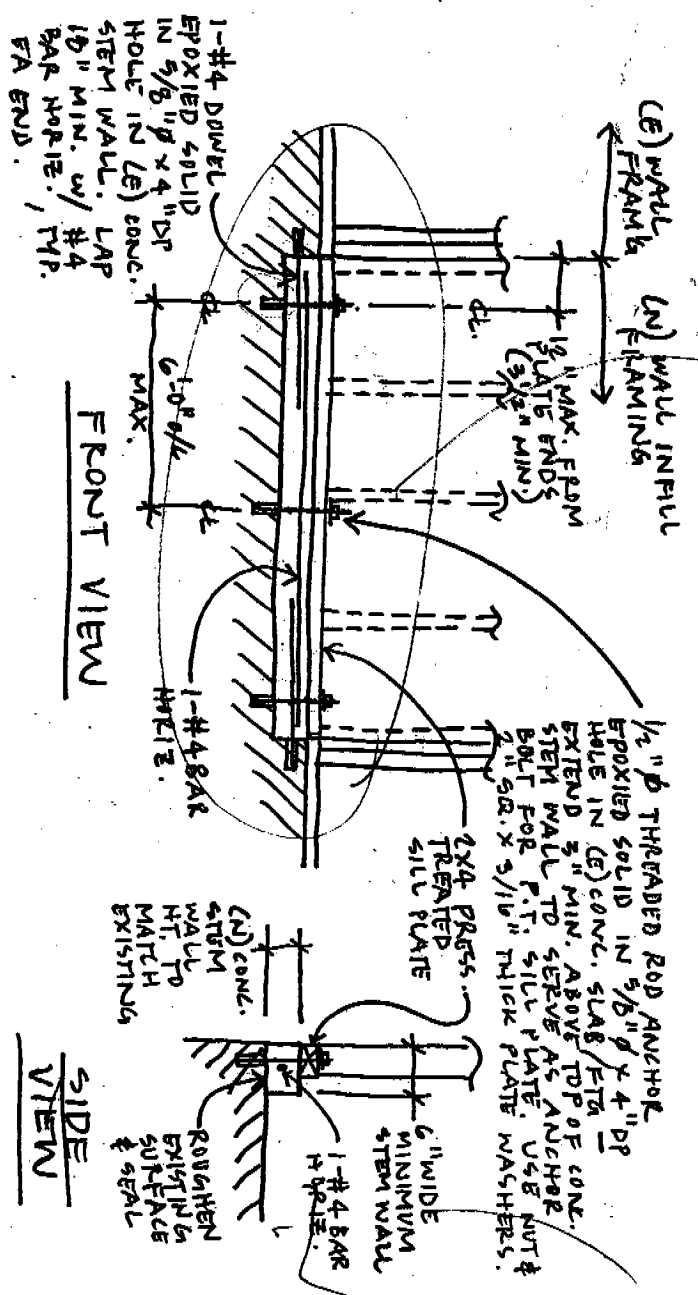 (E) WALL
FRAM'G
(N) WALL INFILL
FRAMING
12" MAX. FROM
PLATE ENDS
(3 1/2" MIN.)
℄
1/2" Ø THREADED ROD ANCHOR
EPOXIED SOLID IN 5/8" Ø X 4" DP
HOLE IN (E) CONC. SLAB/FTG —
EXTEND 3" MIN. ABOVE TOP OF CONC.
STEM WALL TO SERVE AS ANCHOR
BOLT FOR P.T. SILL PLATE. USE NUT &
2" SQ. X 3/16" THICK PLATE WASHERS.
1-#4 DOWEL
EPOXIED SOLID
IN 5/8" Ø X 4" DP
HOLE IN (E) CONC.
STEM WALL. LAP
18" MIN. W/ #4
BAR HORIZ., TYP.
EA END.
℄
℄
6'-0" o/c
MAX.
1-#4 BAR
HORIZ.
2X4 PRESS.
TREATED
SILL PLATE
FRONT VIEW
(N) CONC.
STEM
WALL
HT. TO
MATCH
EXISTING
6" WIDE
MINIMUM
STEM WALL
1-#4 BAR
HORIZ.
ROUGHEN
EXISTING
SURFACE
& SEAL
SIDE
VIEW